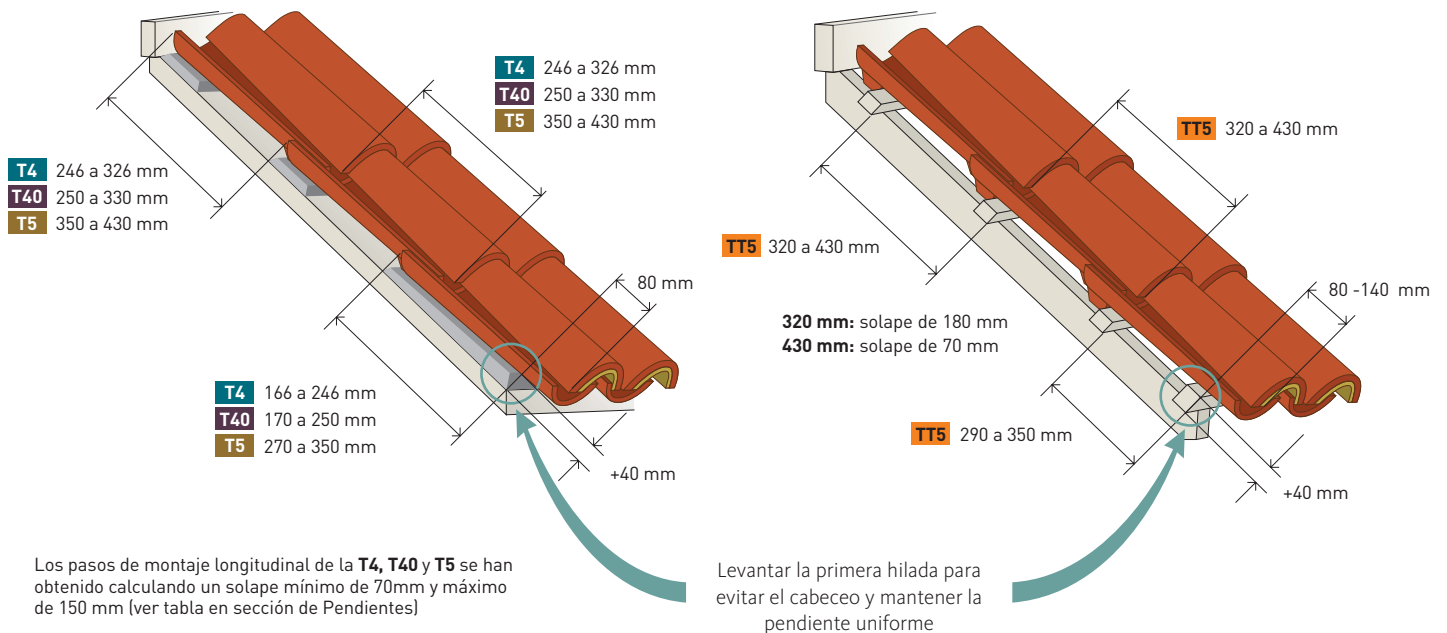 T4 246 a 326 mm
T40 250 a 330 mm
T5 350 a 430 mm
T4 246 a 326 mm
T40 250 a 330 mm
T5 350 a 430 mm
80 mm
T4 166 a 246 mm
T40 170 a 250 mm
T5 270 a 350 mm
+40 mm
Los pasos de montaje longitudinal de la T4, T40 y T5 se han
obtenido calculando un solape mínimo de 70mm y máximo
de 150 mm (ver tabla en sección de Pendientes)
TT5 320 a 430 mm
TT5 320 a 430 mm
80 -140 mm
320 mm: solape de 180 mm
430 mm: solape de 70 mm
TT5 290 a 350 mm
+40 mm
Levantar la primera hilada para
evitar el cabeceo y mantener la
pendiente uniforme